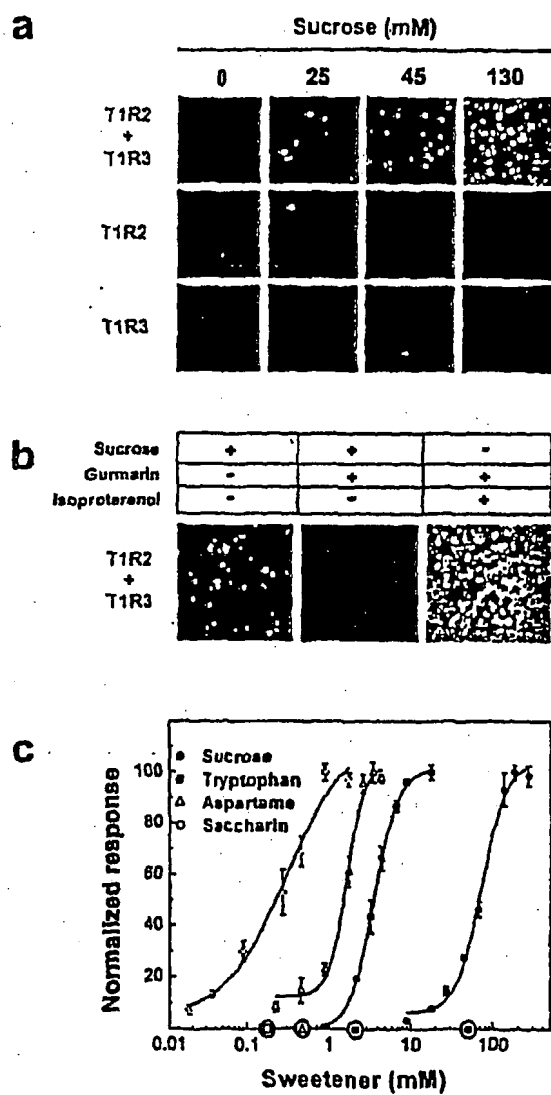 a
Sucrose (mM)
0 25 45 130
T1R2
+
T1R3
T1R2
T1R3
b
Sucrose + + -
Gurmarin - + +
Isoproterenol - - +
T1R2
+
T1R3
c
Sucrose
Tryptophan
Aspartame
Saccharin
100
80
60
40
20
0.01 0.1 1 10 100
Normalized response
Sweetener (mM)